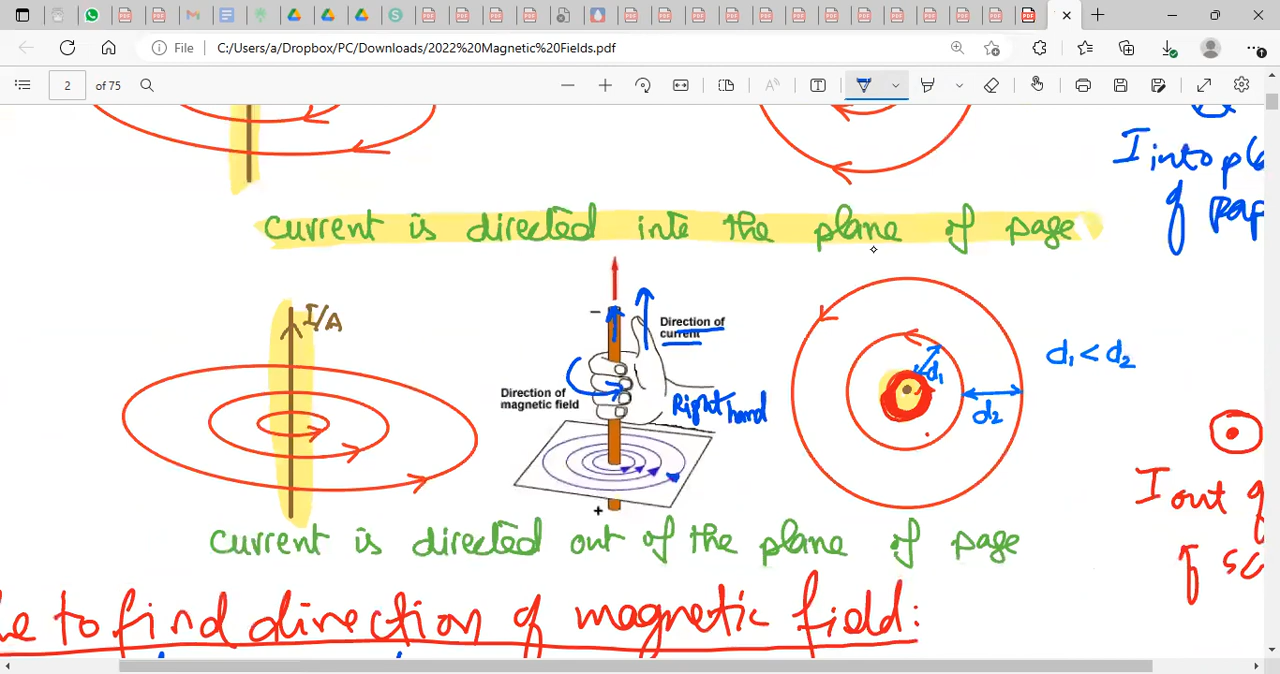 File C:/Users/a/Dropbox/PC/Downloads/2022%20Magnetic%20Fields.pdf
2 of 75
I into pl
of pap
Current is directed into the plane of page
I/A
Direction of
current
Direction of
magnetic field
Right hand
d₁
d₂
d₁ < d₂
I out
Current is directed out of the plane of page
to find direction of magnetic field: